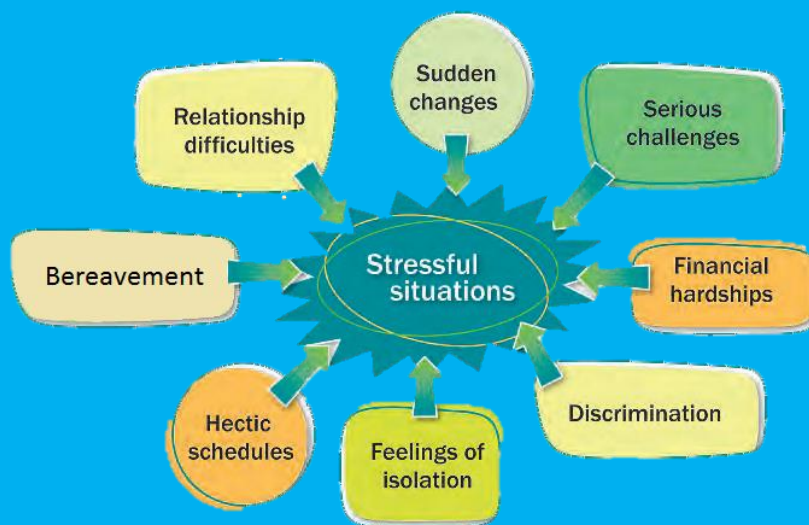 Sudden
changes
Relationship
difficulties
Serious
challenges
Bereavement
Stressful
situations
Financial
hardships
Hectic
schedules
Feelings of
isolation
Discrimination